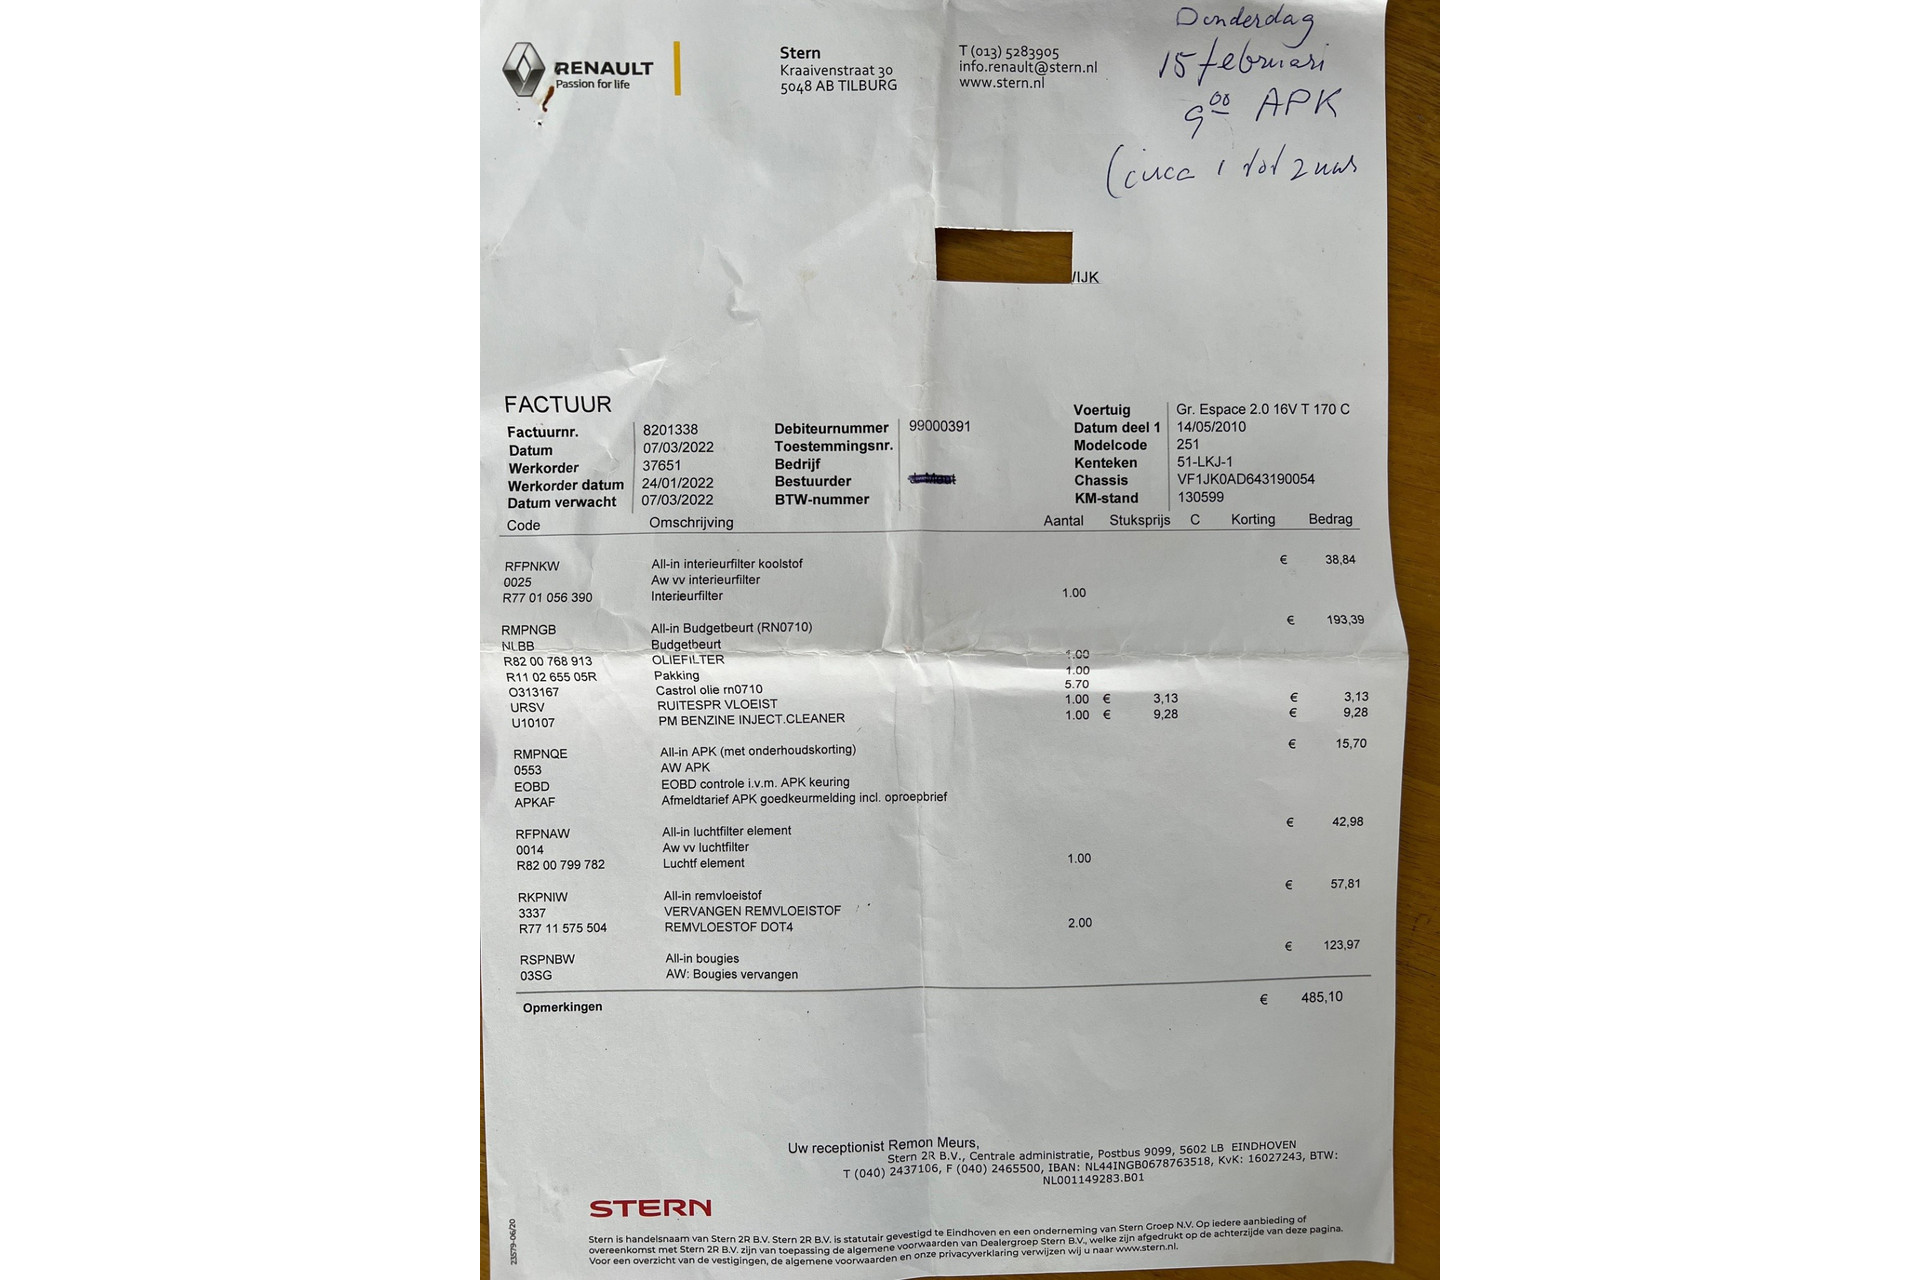 Donderdag
15 februari
9 00 APK
(circa 1 tot 2 uur
RENAULT
Passion for life
Stern
Kraaivenstraat 30
5048 AB TILBURG
T (013) 5283905
info.renault@stern.nl
www.stern.nl
/IJK
FACTUUR
Factuurnr. 8201338
Datum 07/03/2022
Werkorder 37651
Werkorder datum 24/01/2022
Datum verwacht 07/03/2022
Debiteurnummer 99000391
Toestemmingsnr.
Bedrijf
Bestuurder
BTW-nummer
Voertuig Gr. Espace 2.0 16V T 170 C
Datum deel 1 14/05/2010
Modelcode 251
Kenteken 51-LKJ-1
Chassis VF1JK0AD643190054
KM-stand 130599
Code Omschrijving Aantal Stuksprijs C Korting Bedrag
RFPNKW All-in interieurfilter koolstof € 38,84
0025 Aw vv interieurfilter
R77 01 056 390 Interieurfilter 1.00
RMPNGB All-in Budgetbeurt (RN0710) € 193,39
NLBB Budgetbeurt
R82 00 768 913 OLIEFILTER 1.00
R11 02 655 05R Pakking 1.00
O313167 Castrol olie rn0710 5.70
URSV RUITESPR VLOEIST 1.00 € 3,13 € 3,13
U10107 PM BENZINE INJECT.CLEANER 1.00 € 9,28 € 9,28
RMPNQE All-in APK (met onderhoudskorting) € 15,70
0553 AW APK
EOBD EOBD controle i.v.m. APK keuring
APKAF Afmeldtarief APK goedkeurmelding incl. oproepbrief
RFPNAW All-in luchtfilter element € 42,98
0014 Aw vv luchtfilter
R82 00 799 782 Luchtf element 1.00
RKPNIW All-in remvloeistof € 57,81
3337 VERVANGEN REMVLOEISTOF
R77 11 575 504 REMVLOESTOF DOT4 2.00
RSPNBW All-in bougies € 123,97
03SG AW: Bougies vervangen
Opmerkingen € 485,10
Uw receptionist Remon Meurs,
Stern 2R B.V., Centrale administratie, Postbus 9099, 5602 LB EINDHOVEN
T (040) 2437106, F (040) 2465500, IBAN: NL44INGB0678763518, KvK: 16027243, BTW:
NL001149283.B01
STERN
Stern is handelsnaam van Stern 2R B.V. Stern 2R B.V. is statutair gevestigd te Eindhoven en een onderneming van Stern Groep N.V. Op iedere aanbieding of
overeenkomst met Stern 2R B.V. zijn van toepassing de algemene voorwaarden van Dealergroep Stern B.V., welke zijn afgedrukt op de achterzijde van deze pagina.
Voor een overzicht van de vestigingen, de algemene voorwaarden en onze privacyverklaring verwijzen wij u naar www.stern.nl.
23579-06/20